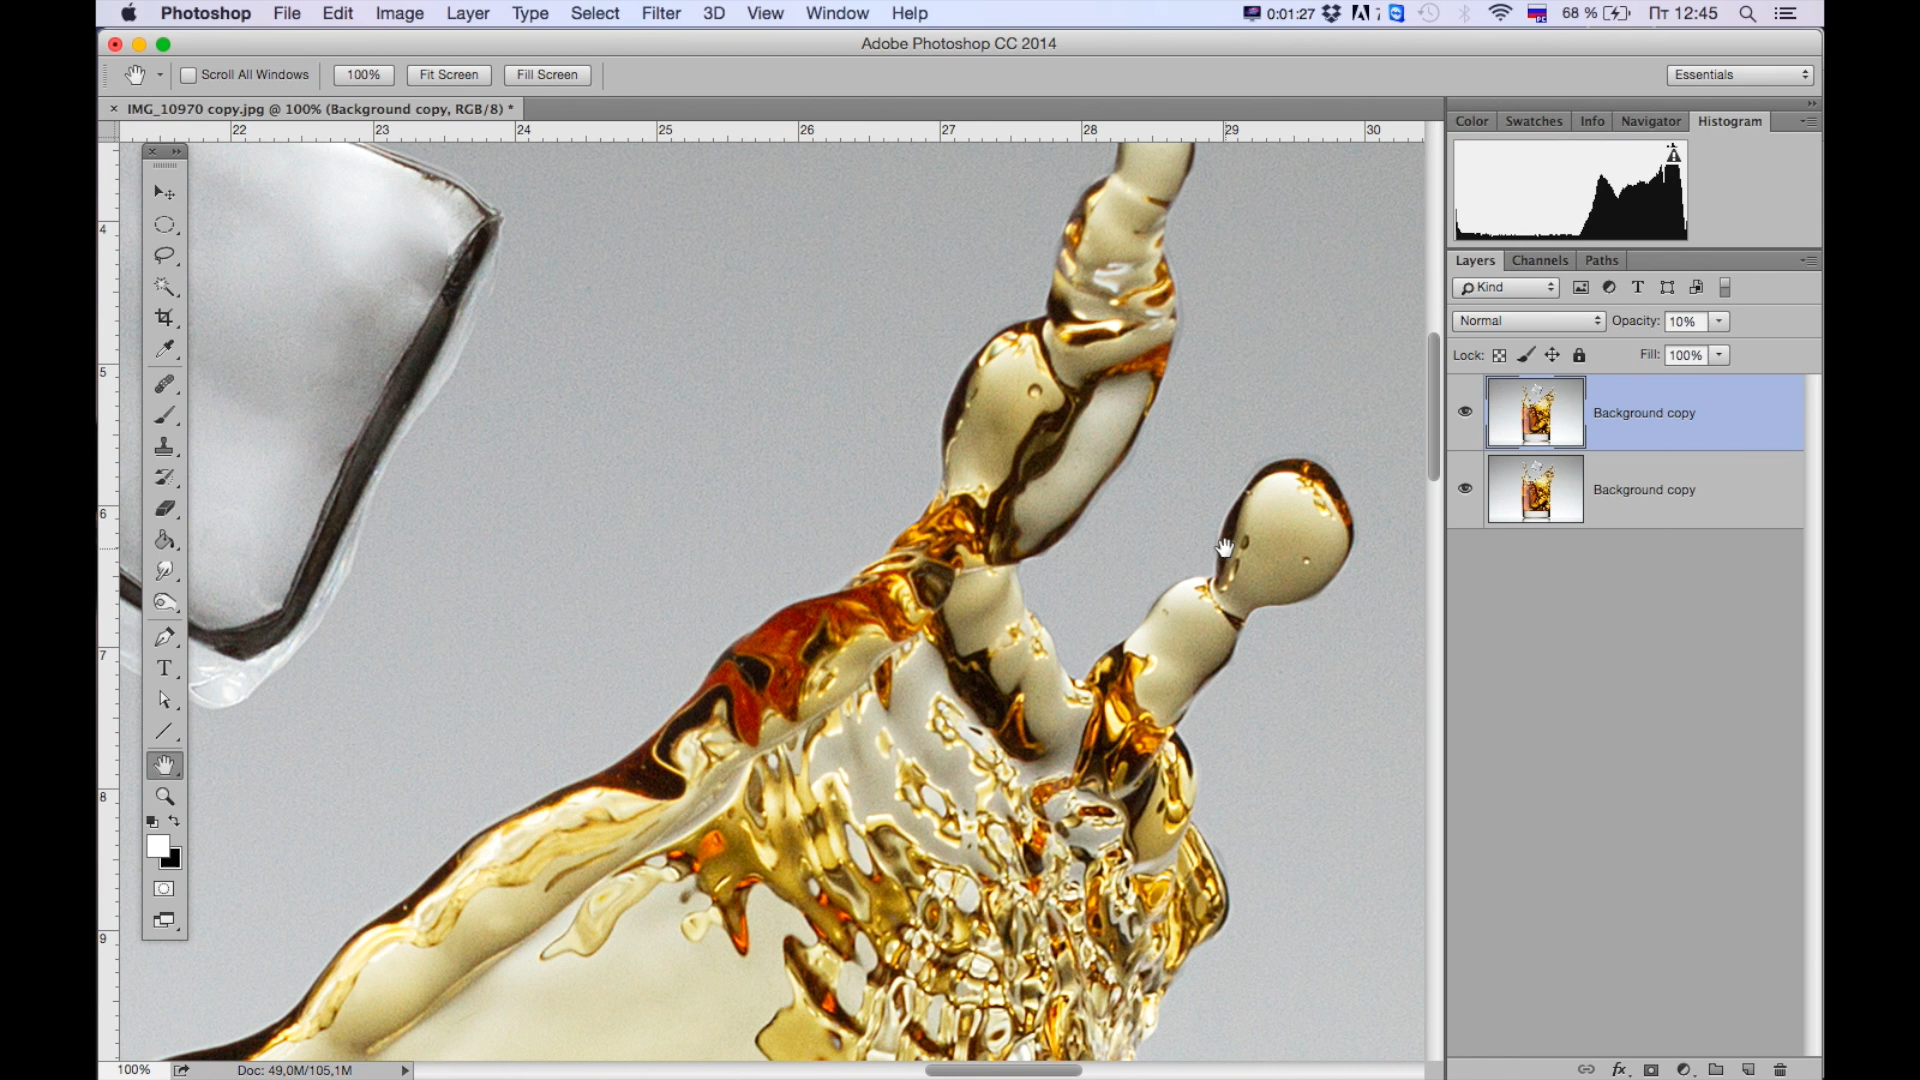 Photoshop File Edit Image Layer Type Select Filter 3D View Window Help 0:01:27 7 РС 68 % Пт 12:45
Adobe Photoshop CC 2014
Scroll All Windows 100% Fit Screen Fill Screen Essentials
× IMG_10970 copy.jpg @ 100% (Background copy, RGB/8) *
22 23 24 25 26 27 28 29 30
4
5
6
7
8
9
T
Color Swatches Info Navigator Histogram
Layers Channels Paths
Kind T
Normal Opacity: 10%
Lock: Fill: 100%
Background copy
Background copy
fx
100% Doc: 49,0M/105,1M